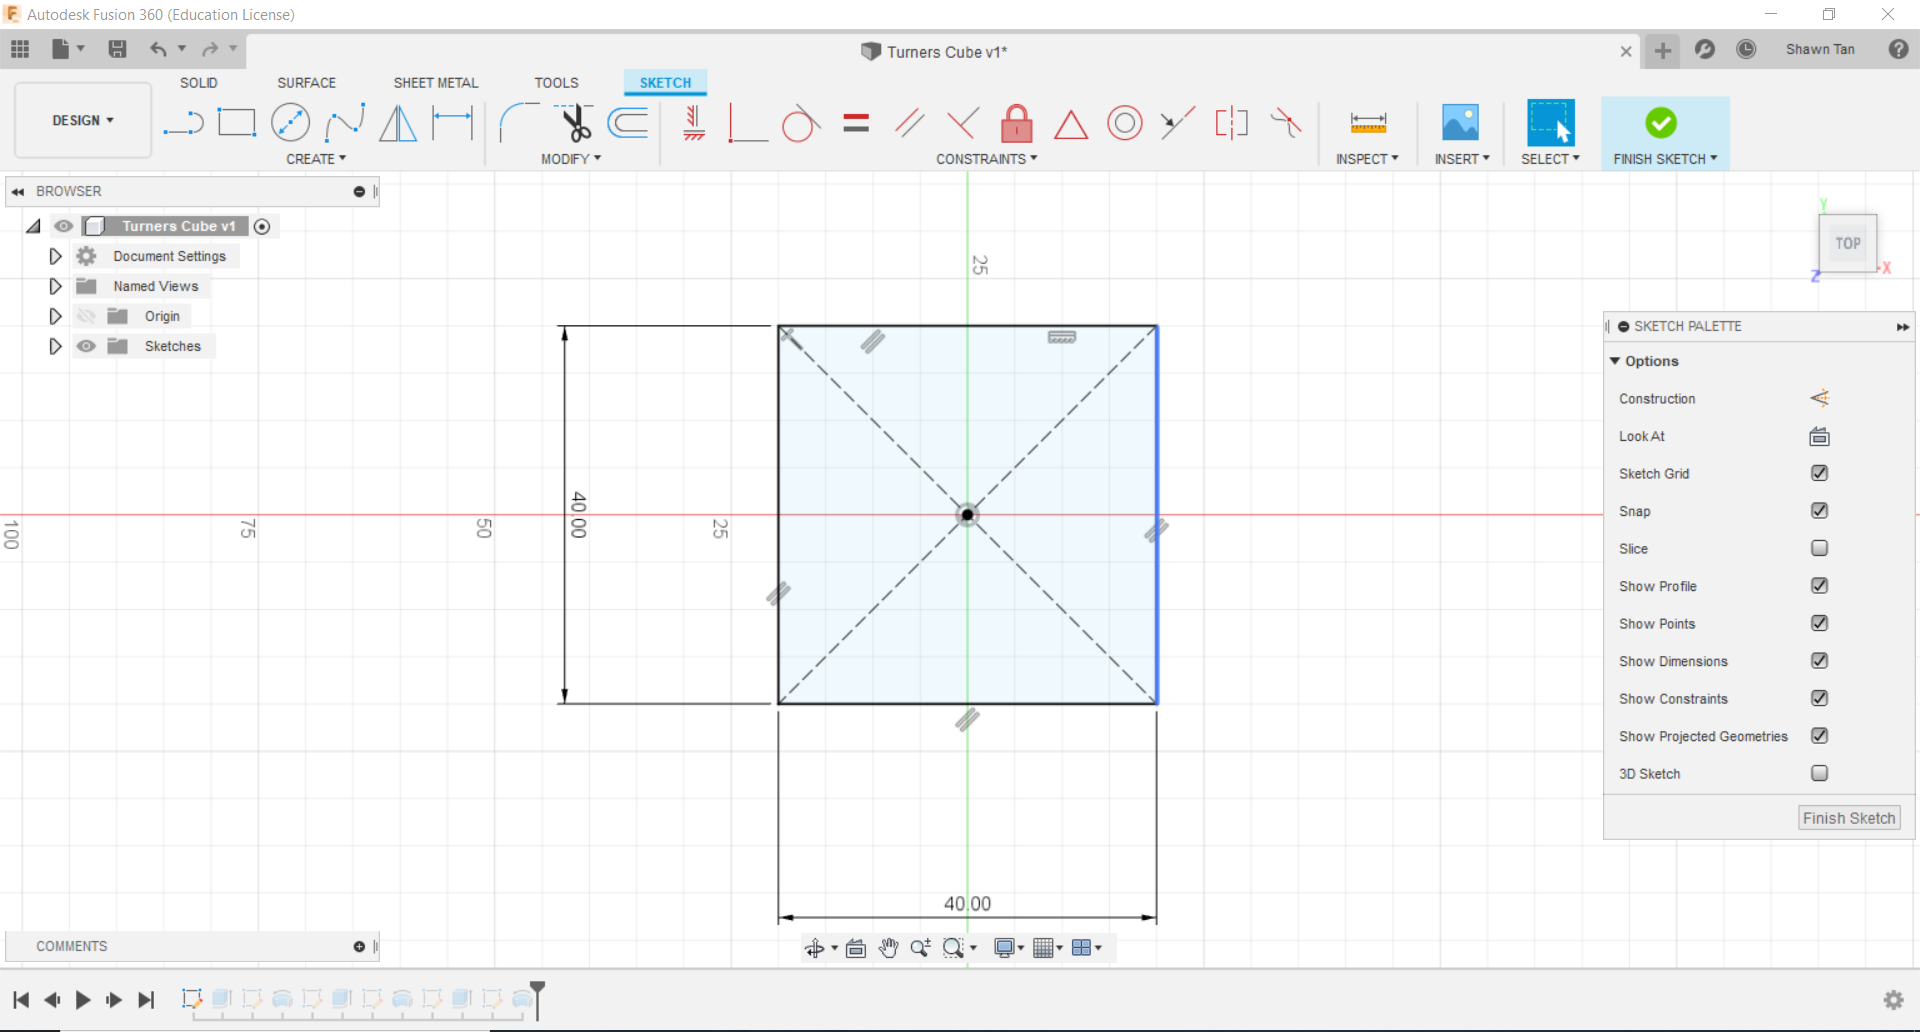 Autodesk Fusion 360 (Education License)
Turners Cube v1*
Shawn Tan
SOLID
SURFACE
SHEET METAL
TOOLS
SKETCH
DESIGN
CREATE
MODIFY
CONSTRAINTS
INSPECT
INSERT
SELECT
FINISH SKETCH
BROWSER
Turners Cube v1
Document Settings
Named Views
Origin
Sketches
Y
TOP
X
Z
25
100
75
50
25
40.00
40.00
SKETCH PALETTE
Options
Construction
Look At
Sketch Grid
Snap
Slice
Show Profile
Show Points
Show Dimensions
Show Constraints
Show Projected Geometries
3D Sketch
Finish Sketch
COMMENTS